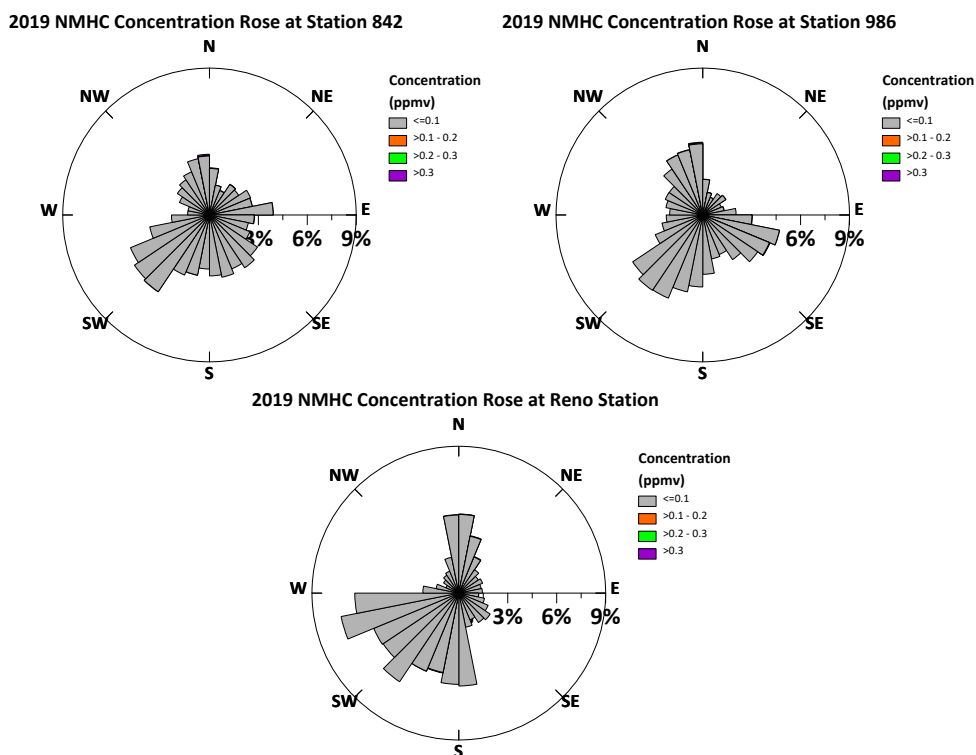 2019 NMHC Concentration Rose at Station 842
N
NE
E
SE
S
SW
W
NW
3%
6%
9%
Concentration
(ppmv)
<=0.1
>0.1 - 0.2
>0.2 - 0.3
>0.3
2019 NMHC Concentration Rose at Station 986
N
NE
E
SE
S
SW
W
NW
6%
9%
Concentration
(ppmv)
<=0.1
>0.1 - 0.2
>0.2 - 0.3
>0.3
2019 NMHC Concentration Rose at Reno Station
N
NE
E
SE
S
SW
W
NW
3%
6%
9%
Concentration
(ppmv)
<=0.1
>0.1 - 0.2
>0.2 - 0.3
>0.3